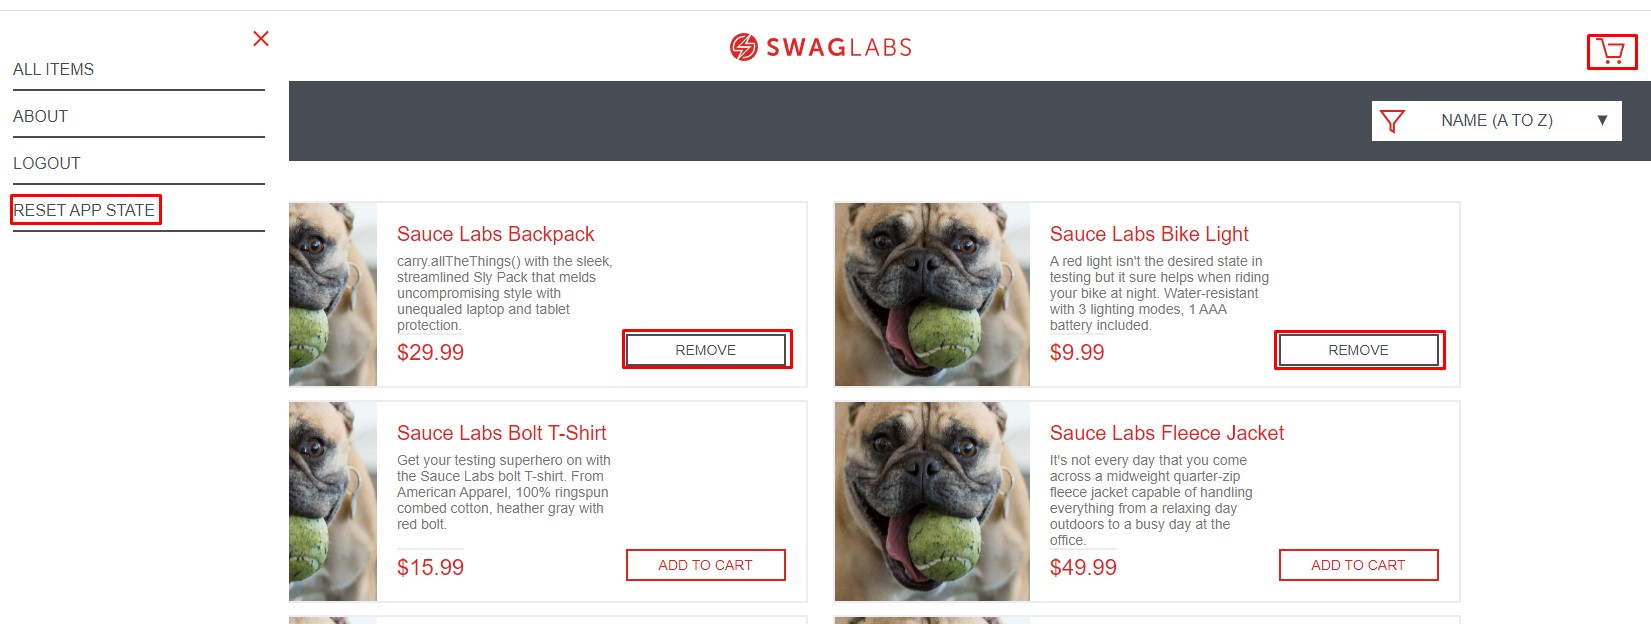 SWAGLABS
ALL ITEMS
ABOUT
LOGOUT
RESET APP STATE
NAME (A TO Z)
Sauce Labs Backpack
carry.allTheThings() with the sleek,
streamlined Sly Pack that melds
uncompromising style with
unequaled laptop and tablet
protection.
$29.99
REMOVE
Sauce Labs Bike Light
A red light isn't the desired state in
testing but it sure helps when riding
your bike at night. Water-resistant
with 3 lighting modes, 1 AAA
battery included.
$9.99
REMOVE
Sauce Labs Bolt T-Shirt
Get your testing superhero on with
the Sauce Labs bolt T-shirt. From
American Apparel, 100% ringspun
combed cotton, heather gray with
red bolt.
$15.99
ADD TO CART
Sauce Labs Fleece Jacket
It's not every day that you come
across a midweight quarter-zip
fleece jacket capable of handling
everything from a relaxing day
outdoors to a busy day at the
office.
$49.99
ADD TO CART